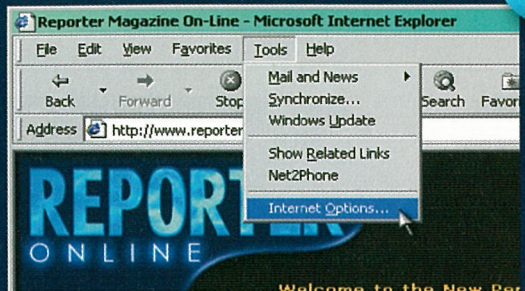 Reporter Magazine On-Line - Microsoft Internet Explorer
File Edit View Favorites Tools Help
Back Forward Stop Search Favor
Mail and News
Synchronize...
Windows Update
Show Related Links
Net2Phone
Internet Options...
Address http://www.reporter
REPORTER
ONLINE
Welcome to the New Rep